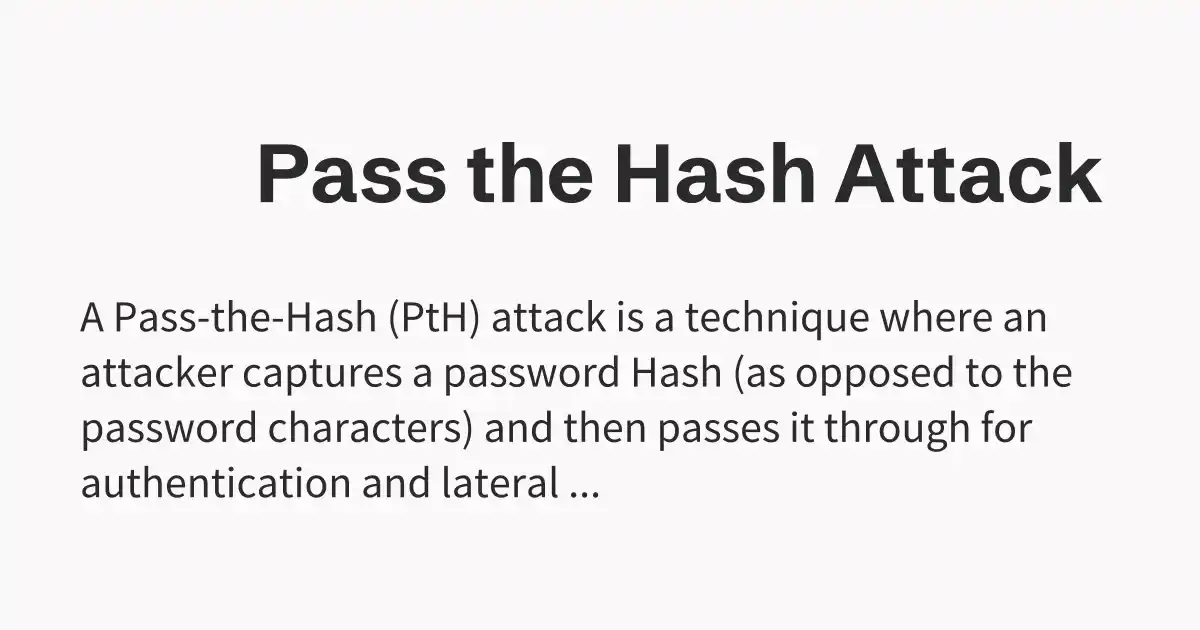 Pass the Hash Attack
A Pass-the-Hash (PtH) attack is a technique where an
attacker captures a password Hash (as opposed to the
password characters) and then passes it through for
authentication and lateral ...